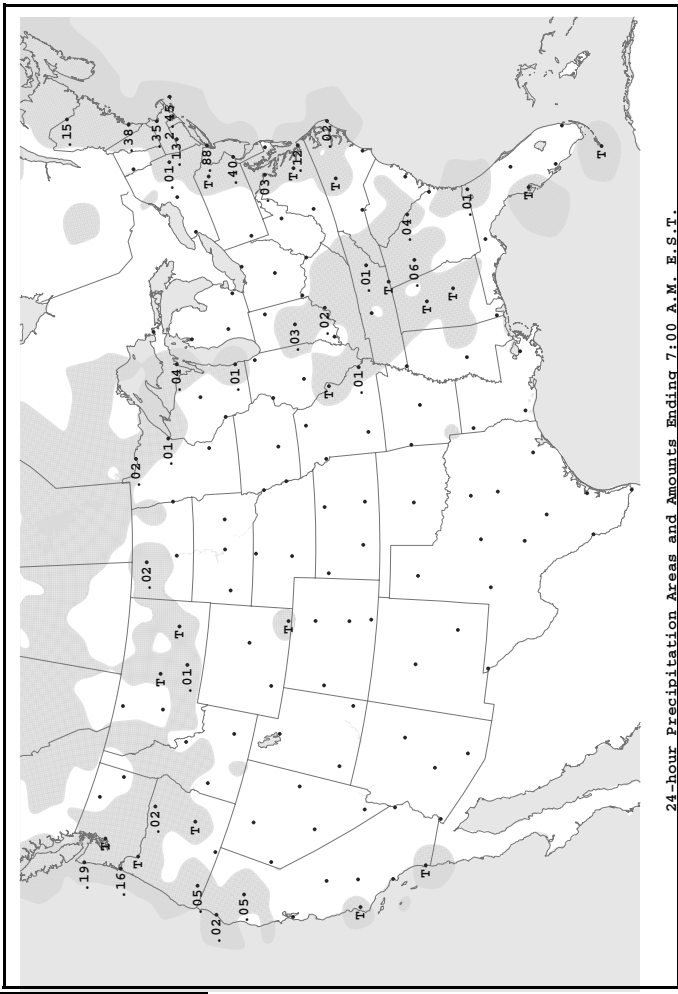 .15
.19
T
.16
.38
.02
T
.02
.02
.35
T
.01
.01
.45
.04
.13
T
.01
T
.05
.88
T
.02
.40
.01
.05
.03
T
T
.03
.12
.02
.02
T
T
.01
T
.01
T
.04
.06
T
T
T
.01
T
T
24-hour Precipitation Areas and Amounts Ending 7:00 A.M. E.S.T.